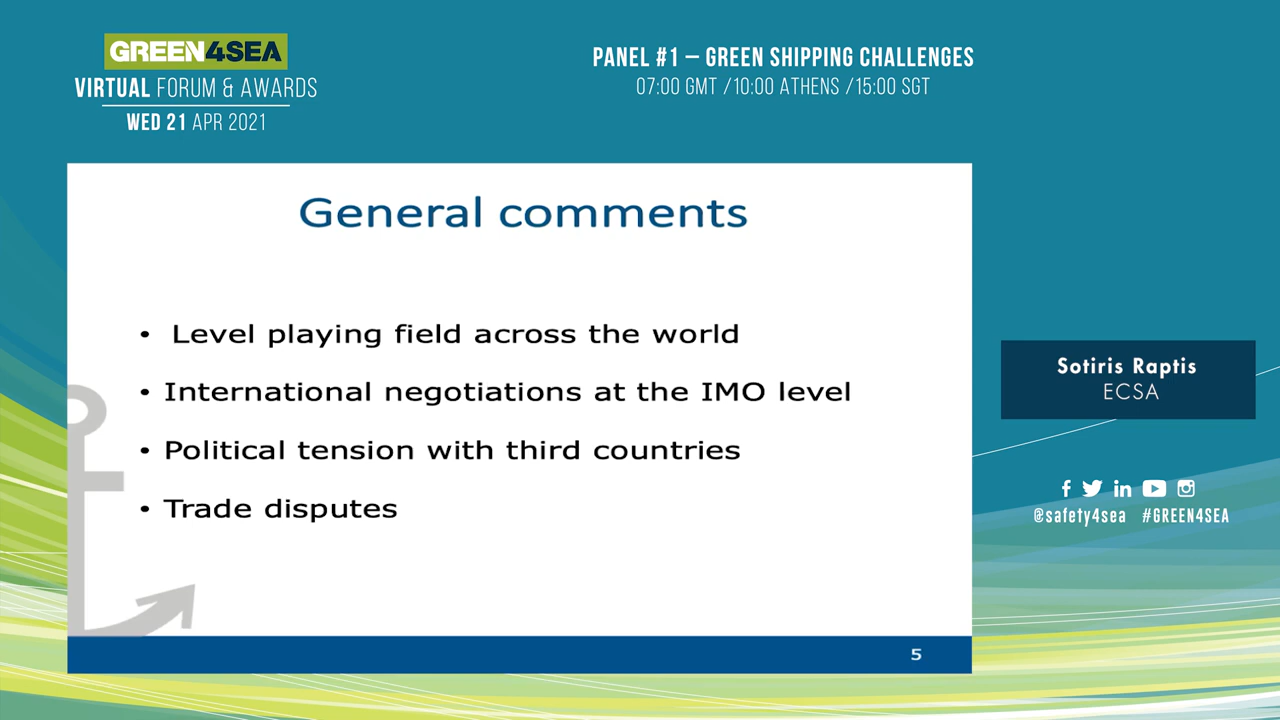 GREEN4SEA
VIRTUAL FORUM & AWARDS
WED 21 APR 2021
PANEL #1 – GREEN SHIPPING CHALLENGES
07:00 GMT /10:00 ATHENS /15:00 SGT
General comments
• Level playing field across the world
• International negotiations at the IMO level
• Political tension with third countries
• Trade disputes
5
Sotiris Raptis
ECSA
@safety4sea #GREEN4SEA